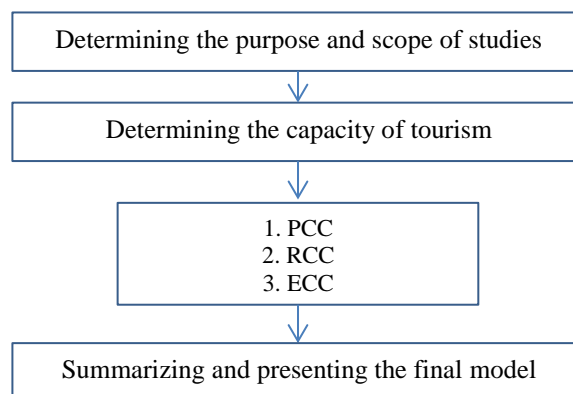 Determining the purpose and scope of studies
Determining the capacity of tourism
1. PCC
2. RCC
3. ECC
Summarizing and presenting the final model